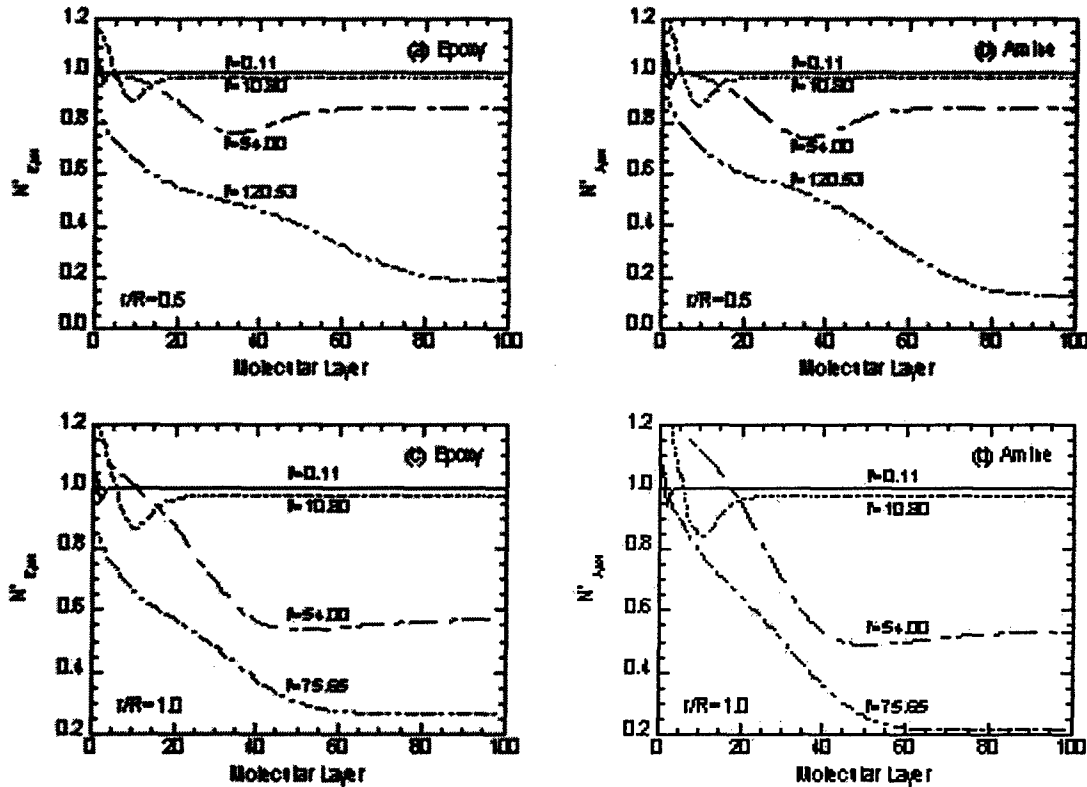 (a) Epoxy
1.2
1.0
0.8
0.6
0.4
0.2
0.0
t=0.11
t=10.80
t=54.00
t=120.53
r/R=0.5
0 20 40 60 80 100
Molecular Layer
(b) Amine
1.2
1.0
0.8
0.6
0.4
0.2
0.0
t=0.11
t=10.80
t=54.00
t=120.53
r/R=0.5
0 20 40 60 80 100
Molecular Layer
(c) Epoxy
1.2
1.0
0.8
0.6
0.4
0.2
t=0.11
t=10.80
t=54.00
t=75.65
r/R=1.0
0 20 40 60 80 100
Molecular Layer
Amine
1.2
1.0
0.8
0.6
0.4
0.2
t=0.11
t=10.80
t=54.00
t=75.65
r/R=1.0
0 20 40 60 80 100
Molecular Layer